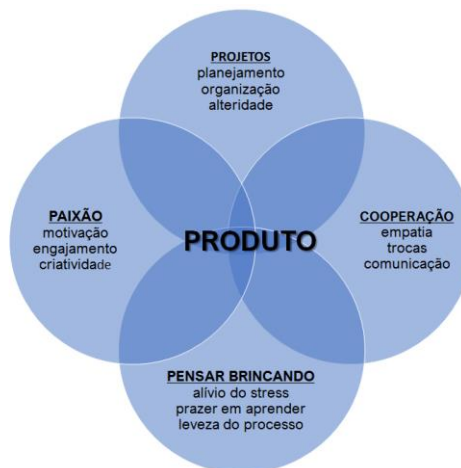 PROJETOS
planejamento
organização
alteridade
PAIXÃO
motivação
engajamento
criatividade
PRODUTO
COOPERAÇÃO
empatia
trocas
comunicação
PENSAR BRINCANDO
alívio do stress
prazer em aprender
leveza do processo